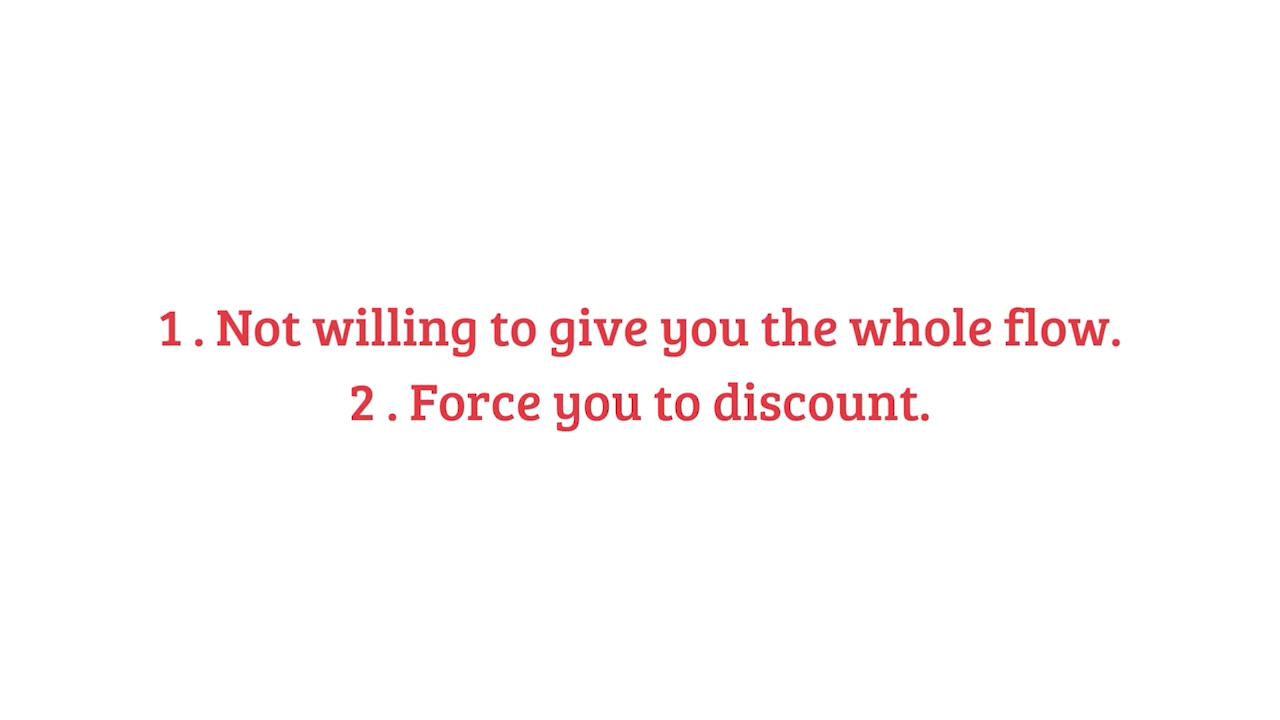 1 . Not willing to give you the whole flow.
2 . Force you to discount.